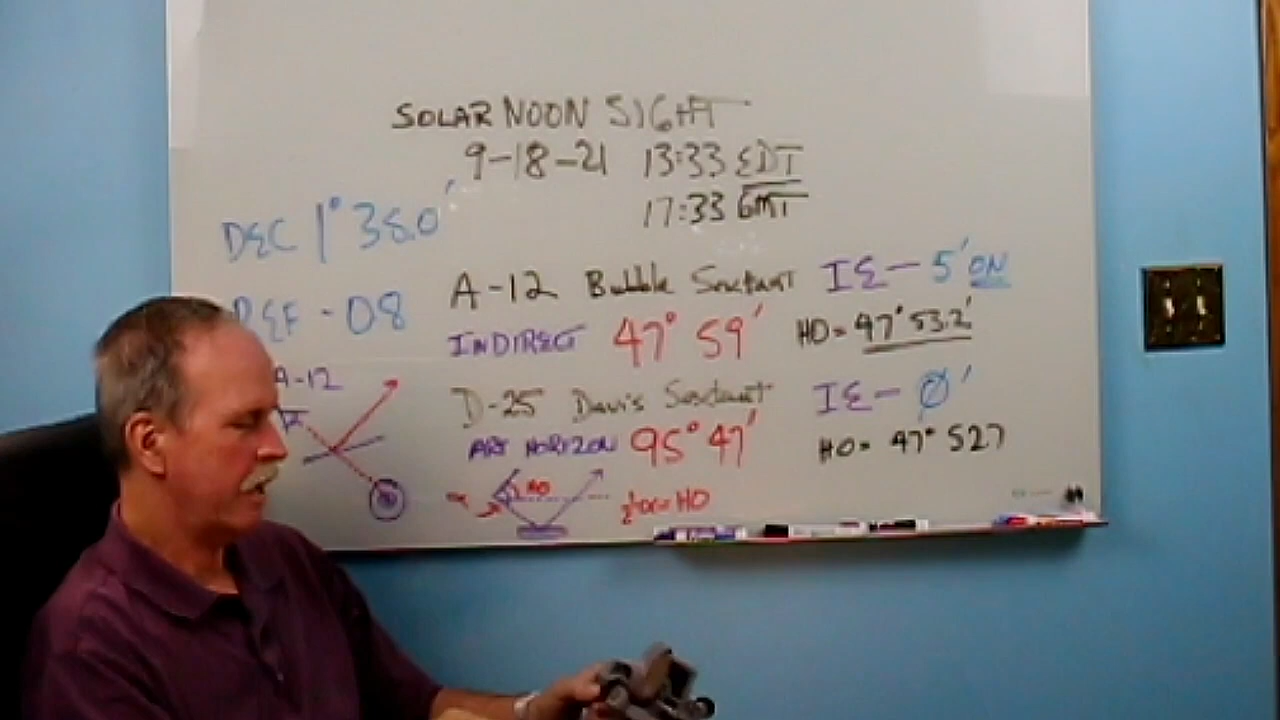 SOLAR NOON SIGHT
9-18-21 13:33 EDT
17:33 GMT
DEC 1° 38.0'
REF - 08
A-12 Bubble Sextant IE - 5' ON
INDIRECT 47° 59' HO = 47° 53.2'
A-12
D-25 Davis Sextant IE - 0'
ART HORIZON 95° 47' HO = 47° 52.7
HO
1/2 ∝ = HO